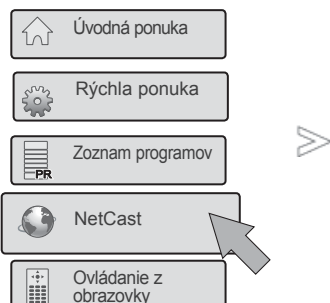 Úvodná ponuka
Rýchla ponuka
Zoznam programov
PR
NetCast
Ovládanie z
obrazovky